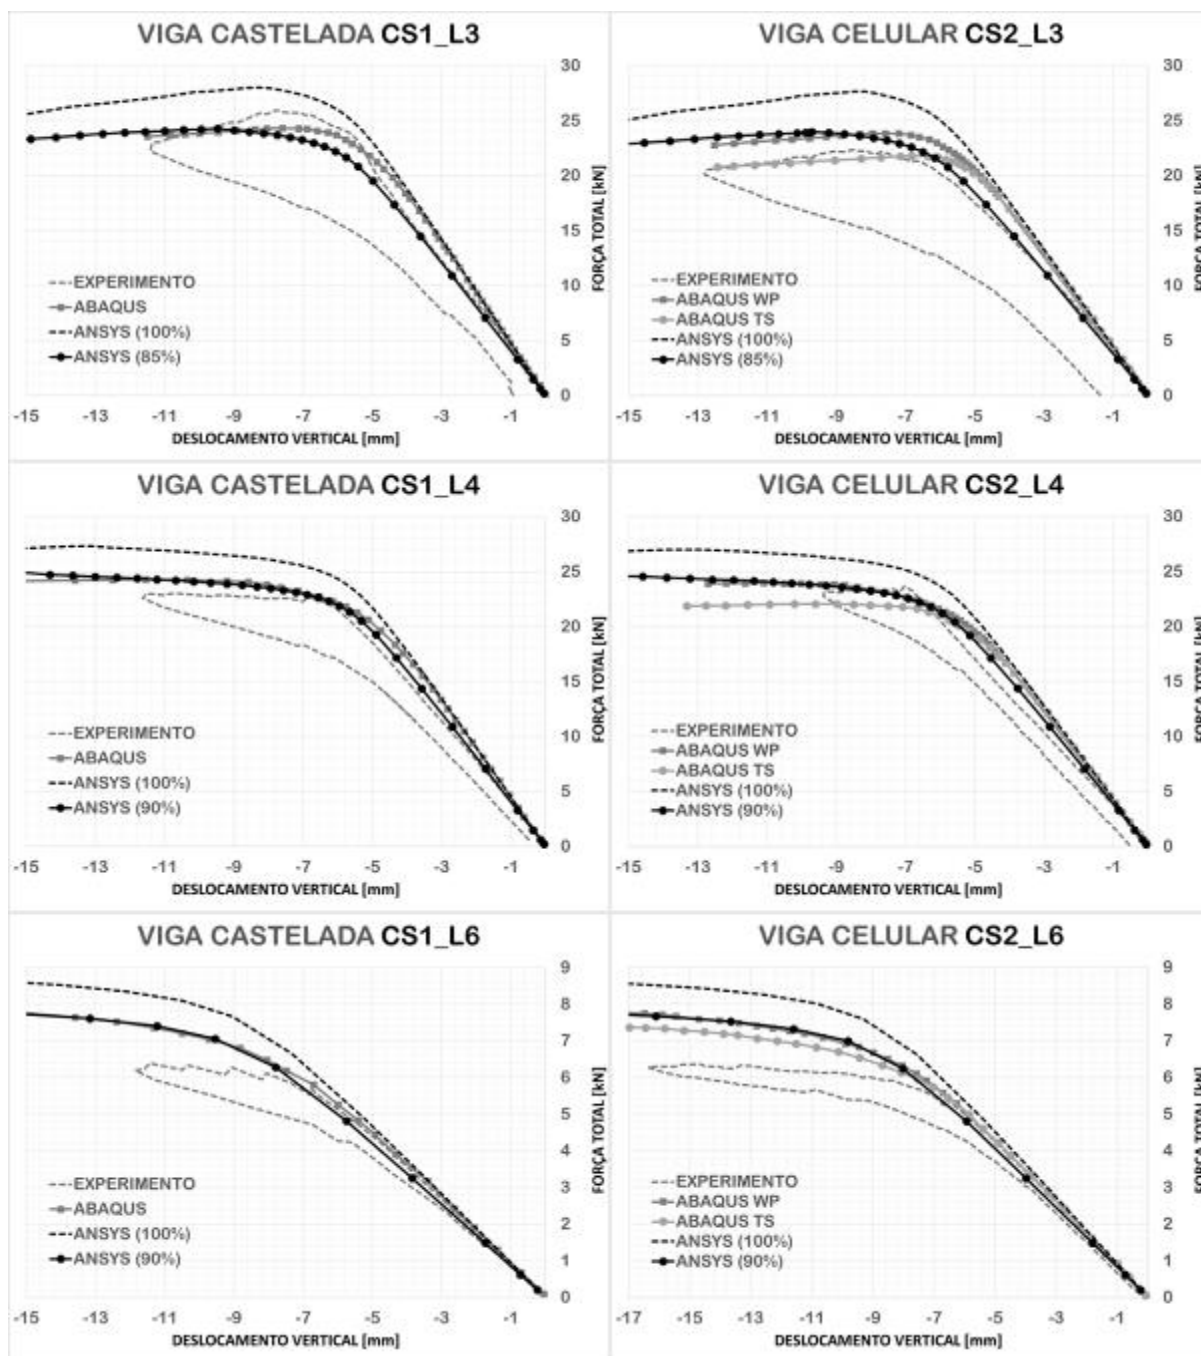 VIGA CASTELADA CS1_L3
30
25
20
15
10
5
0
FORÇA TOTAL [kN]
EXPERIMENTO
ABAQUS
ANSYS (100%)
ANSYS (85%)
-15 -13 -11 -9 -7 -5 -3 -1
DESLOCAMENTO VERTICAL [mm]
VIGA CELULAR CS2_L3
30
25
20
15
10
5
0
FORÇA TOTAL [kN]
EXPERIMENTO
ABAQUS WP
ABAQUS TS
ANSYS (100%)
ANSYS (85%)
-15 -13 -11 -9 -7 -5 -3 -1
DESLOCAMENTO VERTICAL [mm]
VIGA CASTELADA CS1_L4
30
25
20
15
10
5
0
FORÇA TOTAL [kN]
EXPERIMENTO
ABAQUS
ANSYS (100%)
ANSYS (90%)
-15 -13 -11 -9 -7 -5 -3 -1
DESLOCAMENTO VERTICAL [mm]
VIGA CELULAR CS2_L4
30
25
20
15
10
5
0
FORÇA TOTAL [kN]
EXPERIMENTO
ABAQUS WP
ABAQUS TS
ANSYS (100%)
ANSYS (90%)
-15 -13 -11 -9 -7 -5 -3 -1
DESLOCAMENTO VERTICAL [mm]
VIGA CASTELADA CS1_L6
9
8
7
6
5
4
3
2
1
0
FORÇA TOTAL [kN]
EXPERIMENTO
ABAQUS
ANSYS (100%)
ANSYS (90%)
-15 -13 -11 -9 -7 -5 -3 -1
DESLOCAMENTO VERTICAL [mm]
VIGA CELULAR CS2_L6
9
8
7
6
5
4
3
2
1
0
FORÇA TOTAL [kN]
EXPERIMENTO
ABAQUS WP
ABAQUS TS
ANSYS (100%)
ANSYS (90%)
-17 -15 -13 -11 -9 -7 -5 -3 -1
DESLOCAMENTO VERTICAL [mm]